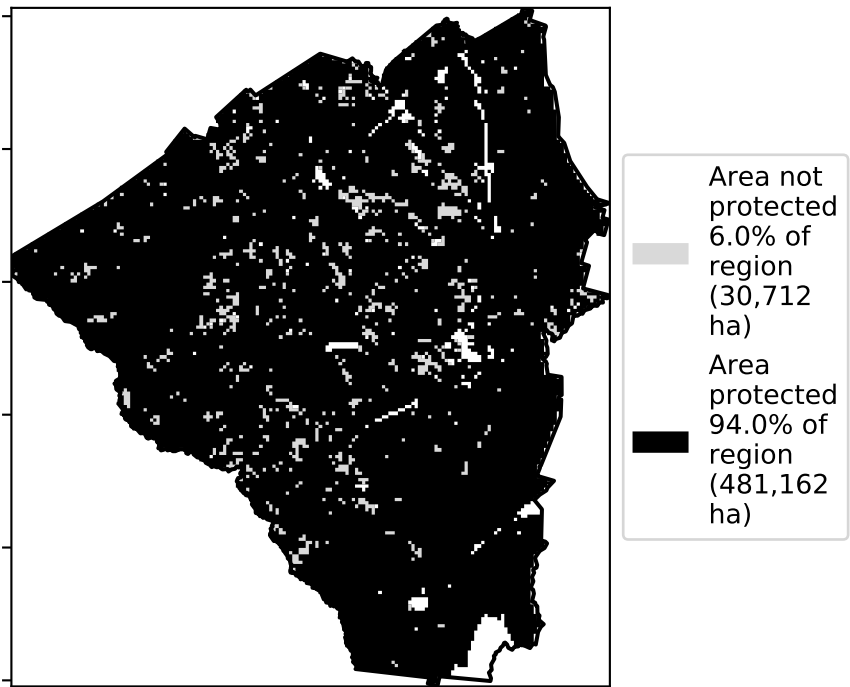 Area not
protected
6.0% of
region
(30,712
ha)
Area
protected
94.0% of
region
(481,162
ha)